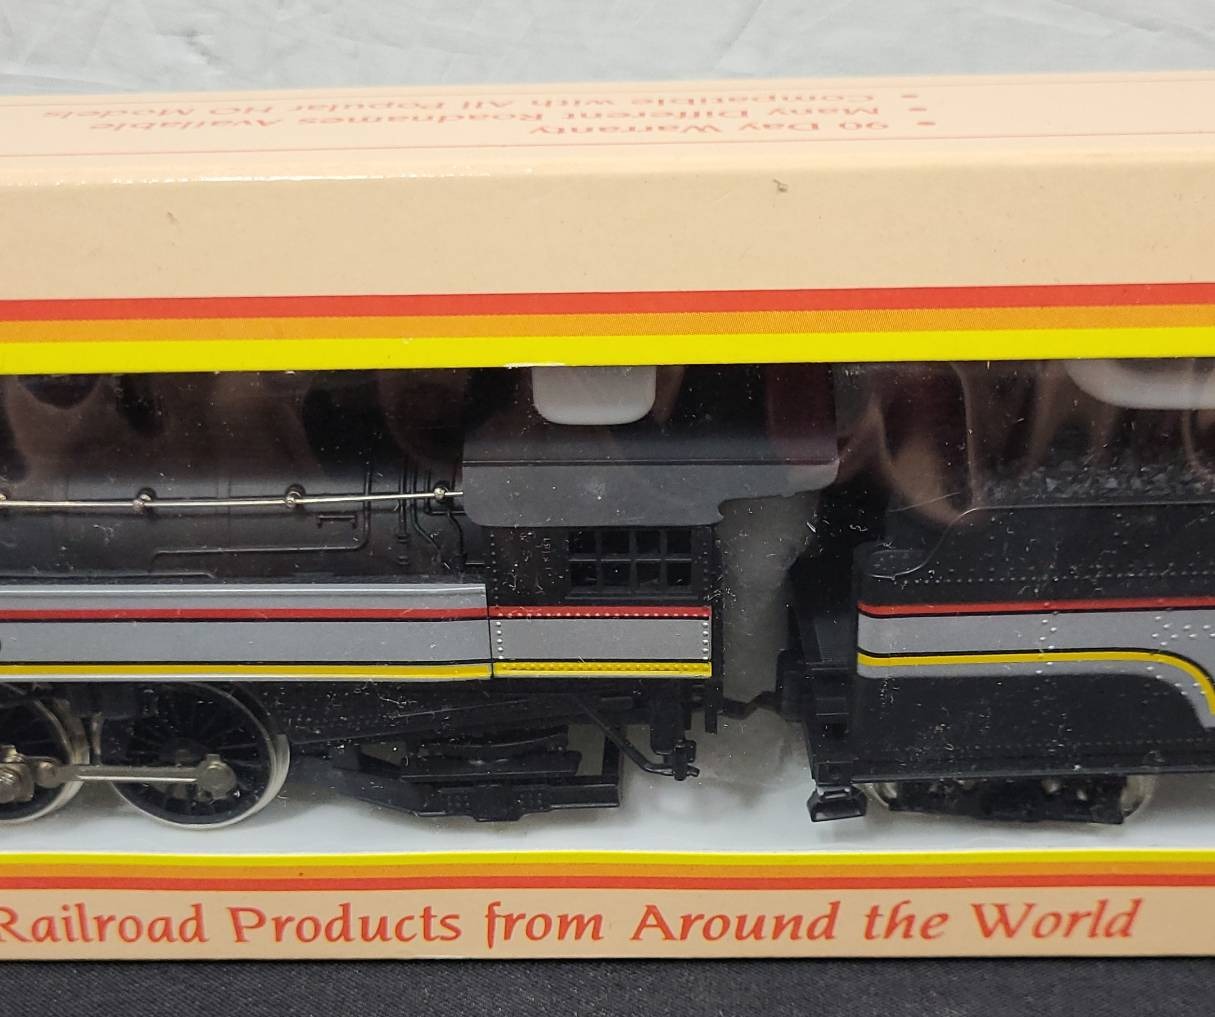 • 90 Day Warranty
• Many Different Roadnames Available
• Compatible with All Popular HO Models
Railroad Products from Around the World